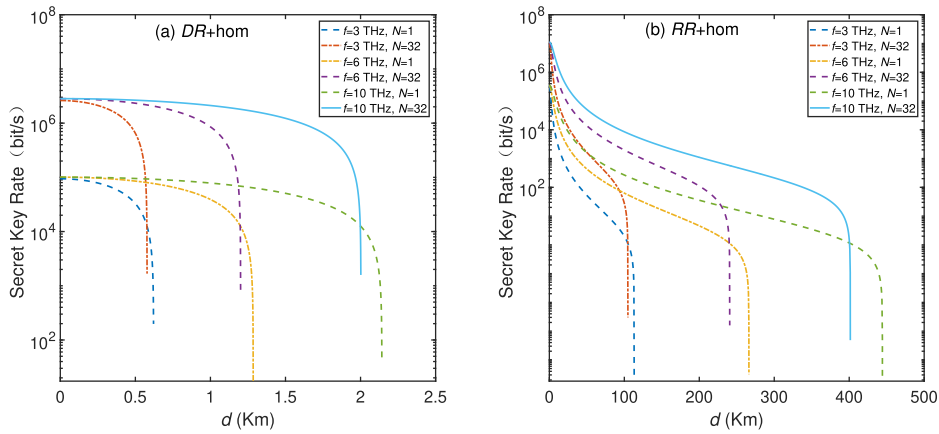 (a) DR+hom
f=3 THz, N=1
f=3 THz, N=32
f=6 THz, N=1
f=6 THz, N=32
f=10 THz, N=1
f=10 THz, N=32
Secret Key Rate（bit/s）
10^8
10^6
10^4
10^2
0 0.5 1 1.5 2 2.5
d (Km)
(b) RR+hom
f=3 THz, N=1
f=3 THz, N=32
f=6 THz, N=1
f=6 THz, N=32
f=10 THz, N=1
f=10 THz, N=32
Secret Key Rate（bit/s）
10^8
10^6
10^4
10^2
0 100 200 300 400 500
d (Km)